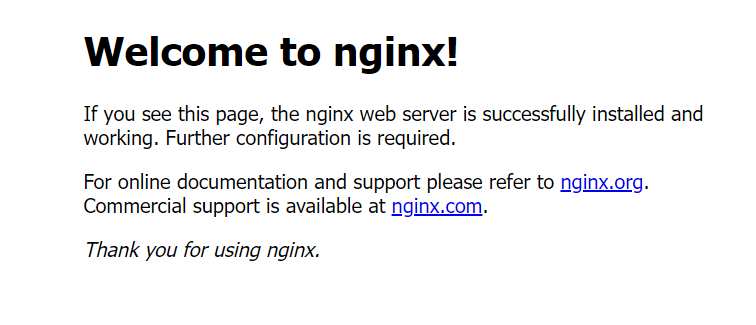 Welcome to nginx!
If you see this page, the nginx web server is successfully installed and
working. Further configuration is required.
For online documentation and support please refer to nginx.org.
Commercial support is available at nginx.com.
Thank you for using nginx.